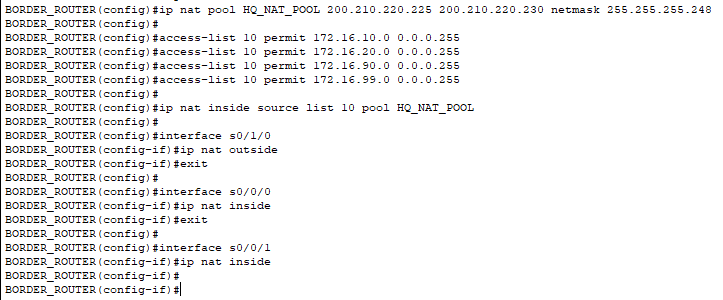 BORDER_ROUTER(config)#ip nat pool HQ_NAT_POOL 200.210.220.225 200.210.220.230 netmask 255.255.255.248
BORDER_ROUTER(config)#
BORDER_ROUTER(config)#access-list 10 permit 172.16.10.0 0.0.0.255
BORDER_ROUTER(config)#access-list 10 permit 172.16.20.0 0.0.0.255
BORDER_ROUTER(config)#access-list 10 permit 172.16.90.0 0.0.0.255
BORDER_ROUTER(config)#access-list 10 permit 172.16.99.0 0.0.0.255
BORDER_ROUTER(config)#
BORDER_ROUTER(config)#ip nat inside source list 10 pool HQ_NAT_POOL
BORDER_ROUTER(config)#
BORDER_ROUTER(config)#interface s0/1/0
BORDER_ROUTER(config-if)#ip nat outside
BORDER_ROUTER(config-if)#exit
BORDER_ROUTER(config)#
BORDER_ROUTER(config)#interface s0/0/0
BORDER_ROUTER(config-if)#ip nat inside
BORDER_ROUTER(config-if)#exit
BORDER_ROUTER(config)#
BORDER_ROUTER(config)#interface s0/0/1
BORDER_ROUTER(config-if)#ip nat inside
BORDER_ROUTER(config-if)#
BORDER_ROUTER(config-if)#